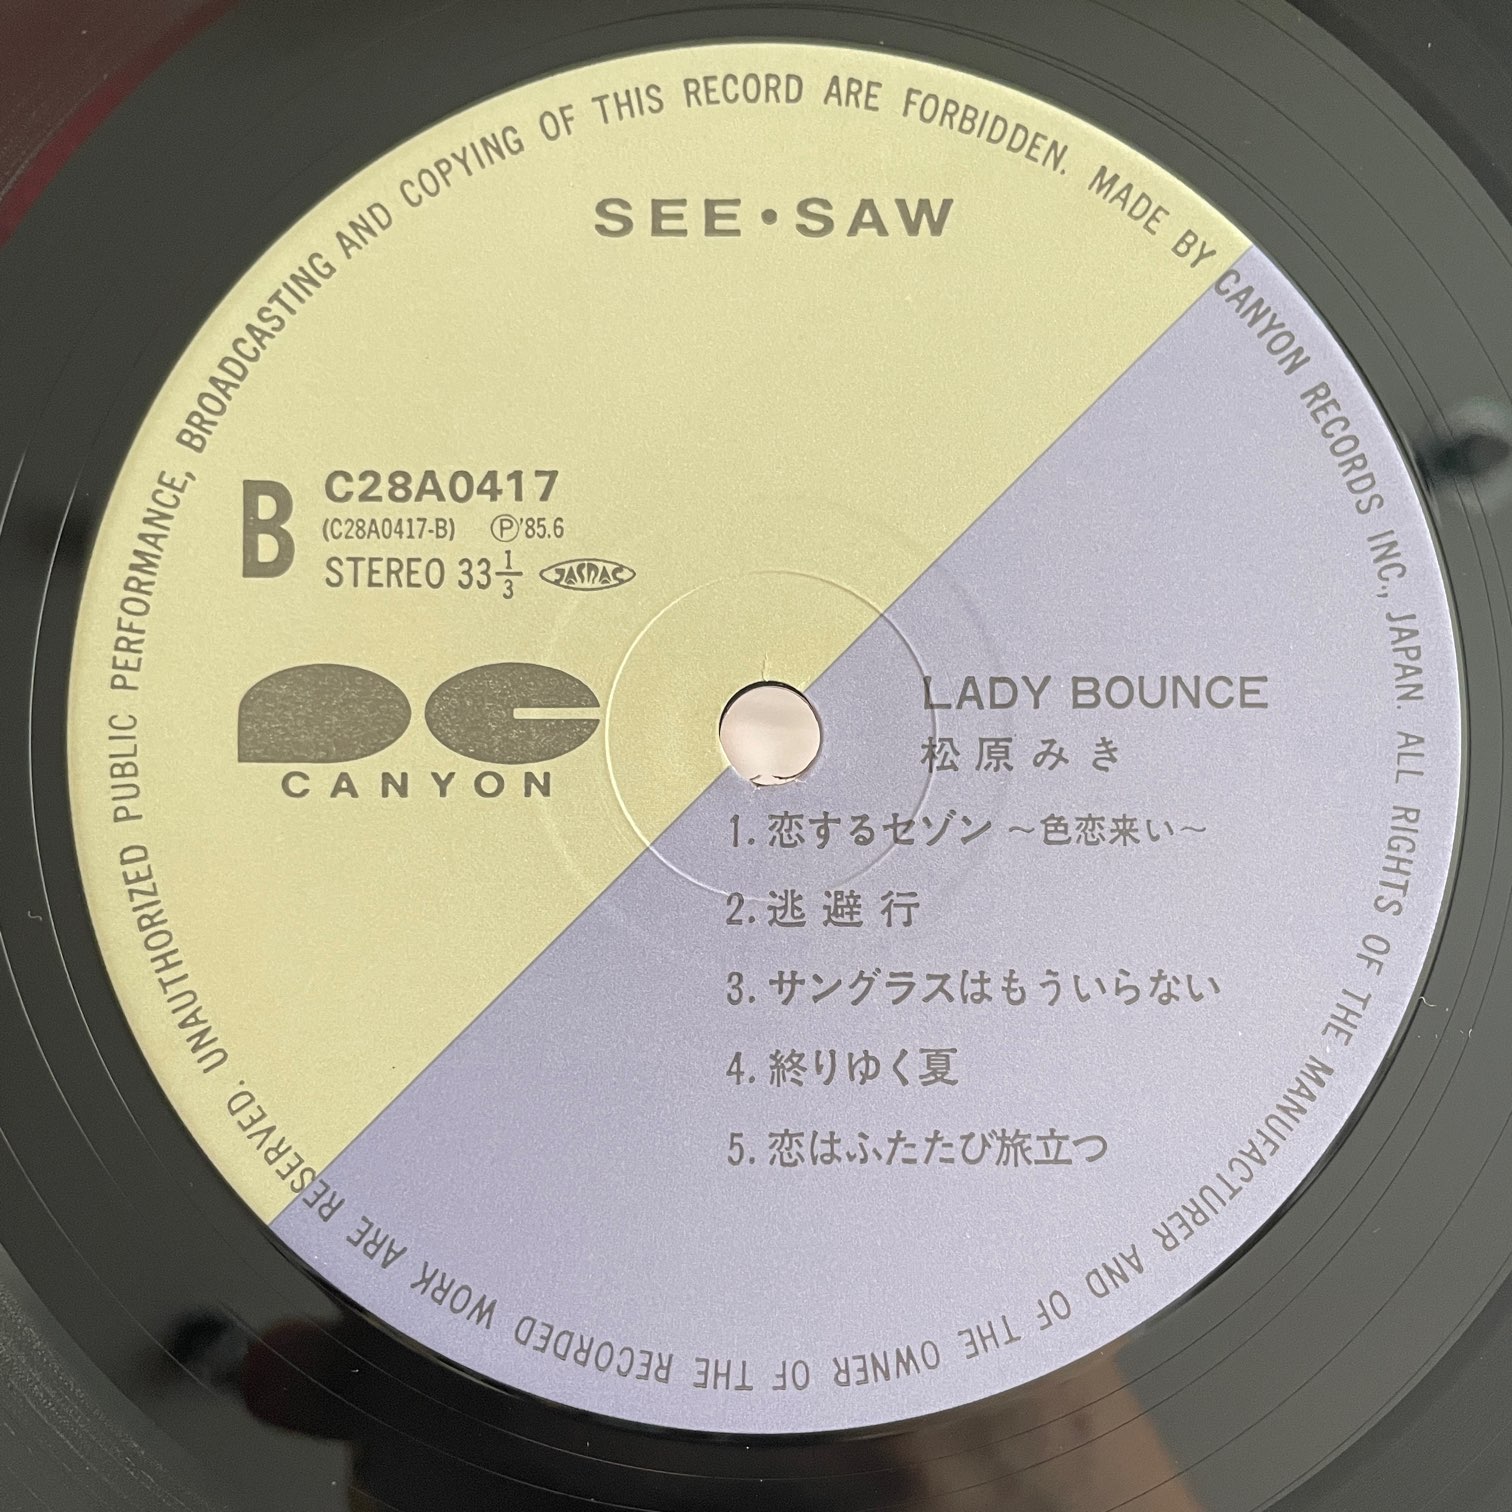 UNAUTHORIZED PUBLIC PERFORMANCE, BROADCASTING AND COPYING OF THIS RECORD ARE FORBIDDEN. MADE BY CANYON RECORDS INC., JAPAN. ALL RIGHTS OF THE MANUFACTURER AND OF THE OWNER OF THE RECORDED WORK ARE RESERVED.
SEE・SAW
B
C28A0417
(C28A0417-B) Ⓟ'85.6
STEREO 33 1/3 JASRAC
CANYON
LADY BOUNCE
松原みき
1. 恋するセゾン ～色恋来い～
2. 逃避行
3. サングラスはもういらない
4. 終りゆく夏
5. 恋はふたたび旅立つ